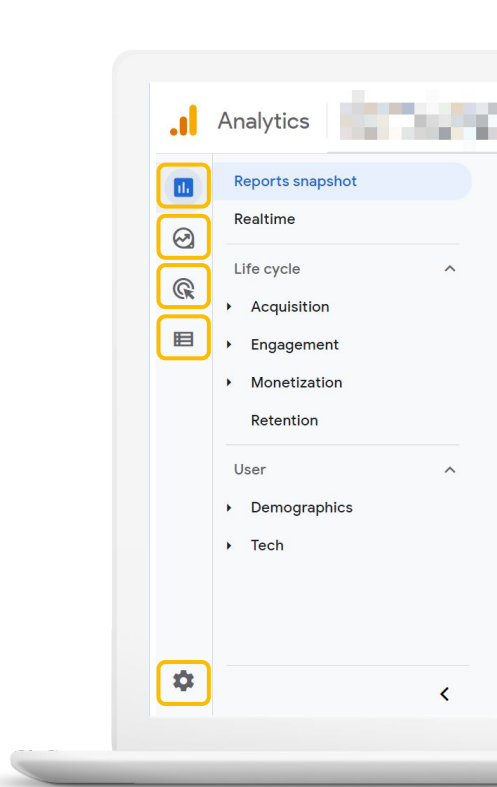 Analytics
Reports snapshot
Realtime
Life cycle
Acquisition
Engagement
Monetization
Retention
User
Demographics
Tech